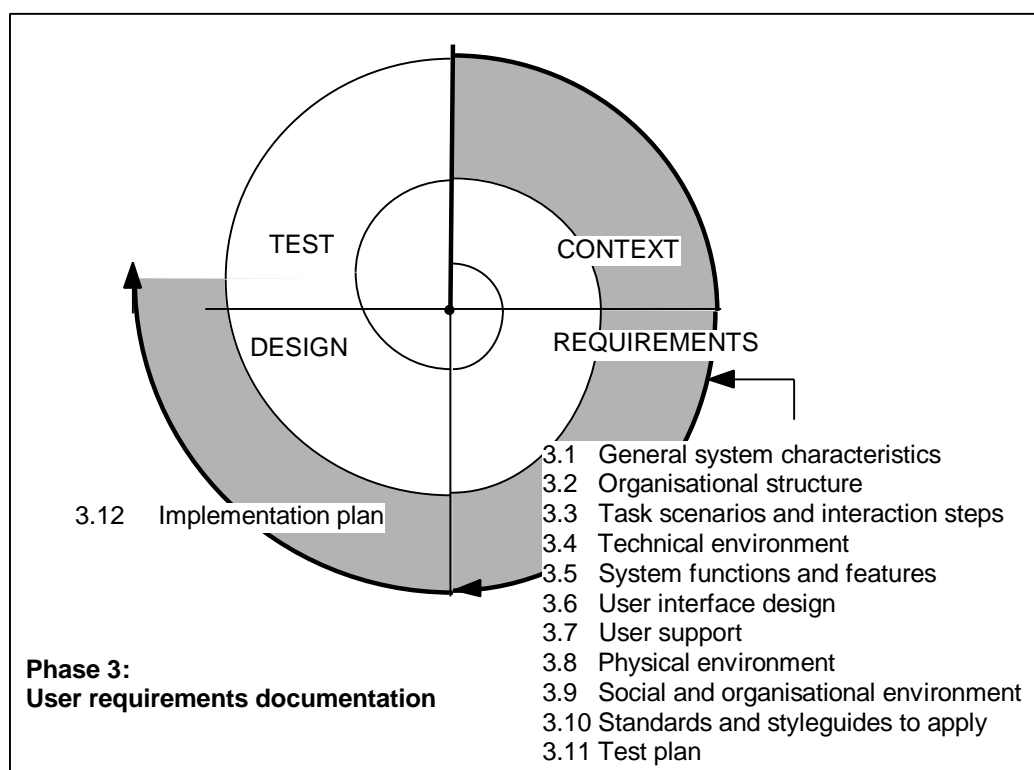 TEST
CONTEXT
DESIGN
REQUIREMENTS
3.1 General system characteristics
3.2 Organisational structure
3.3 Task scenarios and interaction steps
3.4 Technical environment
3.5 System functions and features
3.6 User interface design
3.7 User support
3.8 Physical environment
3.9 Social and organisational environment
3.10 Standards and styleguides to apply
3.11 Test plan
3.12 Implementation plan
Phase 3:
User requirements documentation